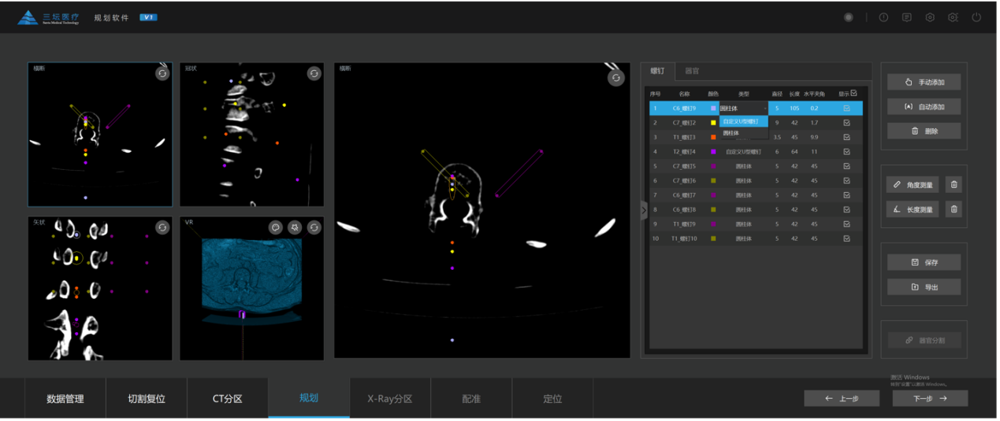 三坛医疗
Santn Medical Technology
规划软件 V1
横断
冠状
横断
矢状
VR
螺钉 器官
序号 名称 颜色 类型 直径 长度 水平夹角 显示
1 C6_螺钉9 圆柱体 5 105 0.2
2 C7_螺钉2 自定义U型螺钉 9 42 1.7
3 T1_螺钉3 圆柱体 3.5 45 9.9
4 T2_螺钉4 自定义U型螺钉 6 64 11
5 C7_螺钉5 圆柱体 5 42 45
6 C7_螺钉6 圆柱体 5 42 45
7 C6_螺钉7 圆柱体 5 42 45
8 C6_螺钉8 圆柱体 5 42 45
9 T1_螺钉9 圆柱体 5 42 45
10 T1_螺钉10 圆柱体 5 42 45
手动添加
(A) 自动添加
删除
角度测量
长度测量
保存
导出
器官分割
激活 Windows
转到"设置"以激活 Windows。
数据管理 切割复位 CT分区 规划 X-Ray分区 配准 定位
← 上一步 下一步 →